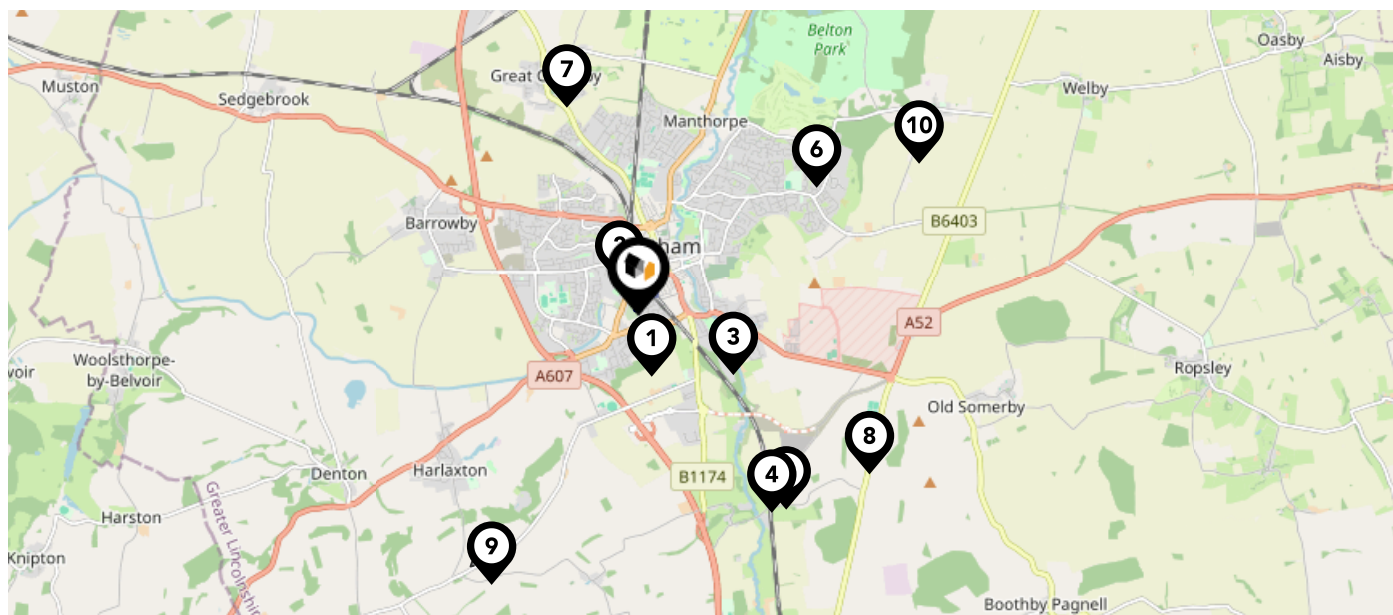 Belton
Park
Oasby
Aisby
Great
by
7
Muston
Sedgebrook
Welby
Manthorpe
10
6
Barrowby
B6403
2
ham
A52
1
3
Woolsthorpe-
by-Belvoir
voir
A607
Ropsley
Old Somerby
8
Harlaxton
Denton
B1174
4
Harston
Greater Lincolnshir
9
Knipton
Boothby Pagnell